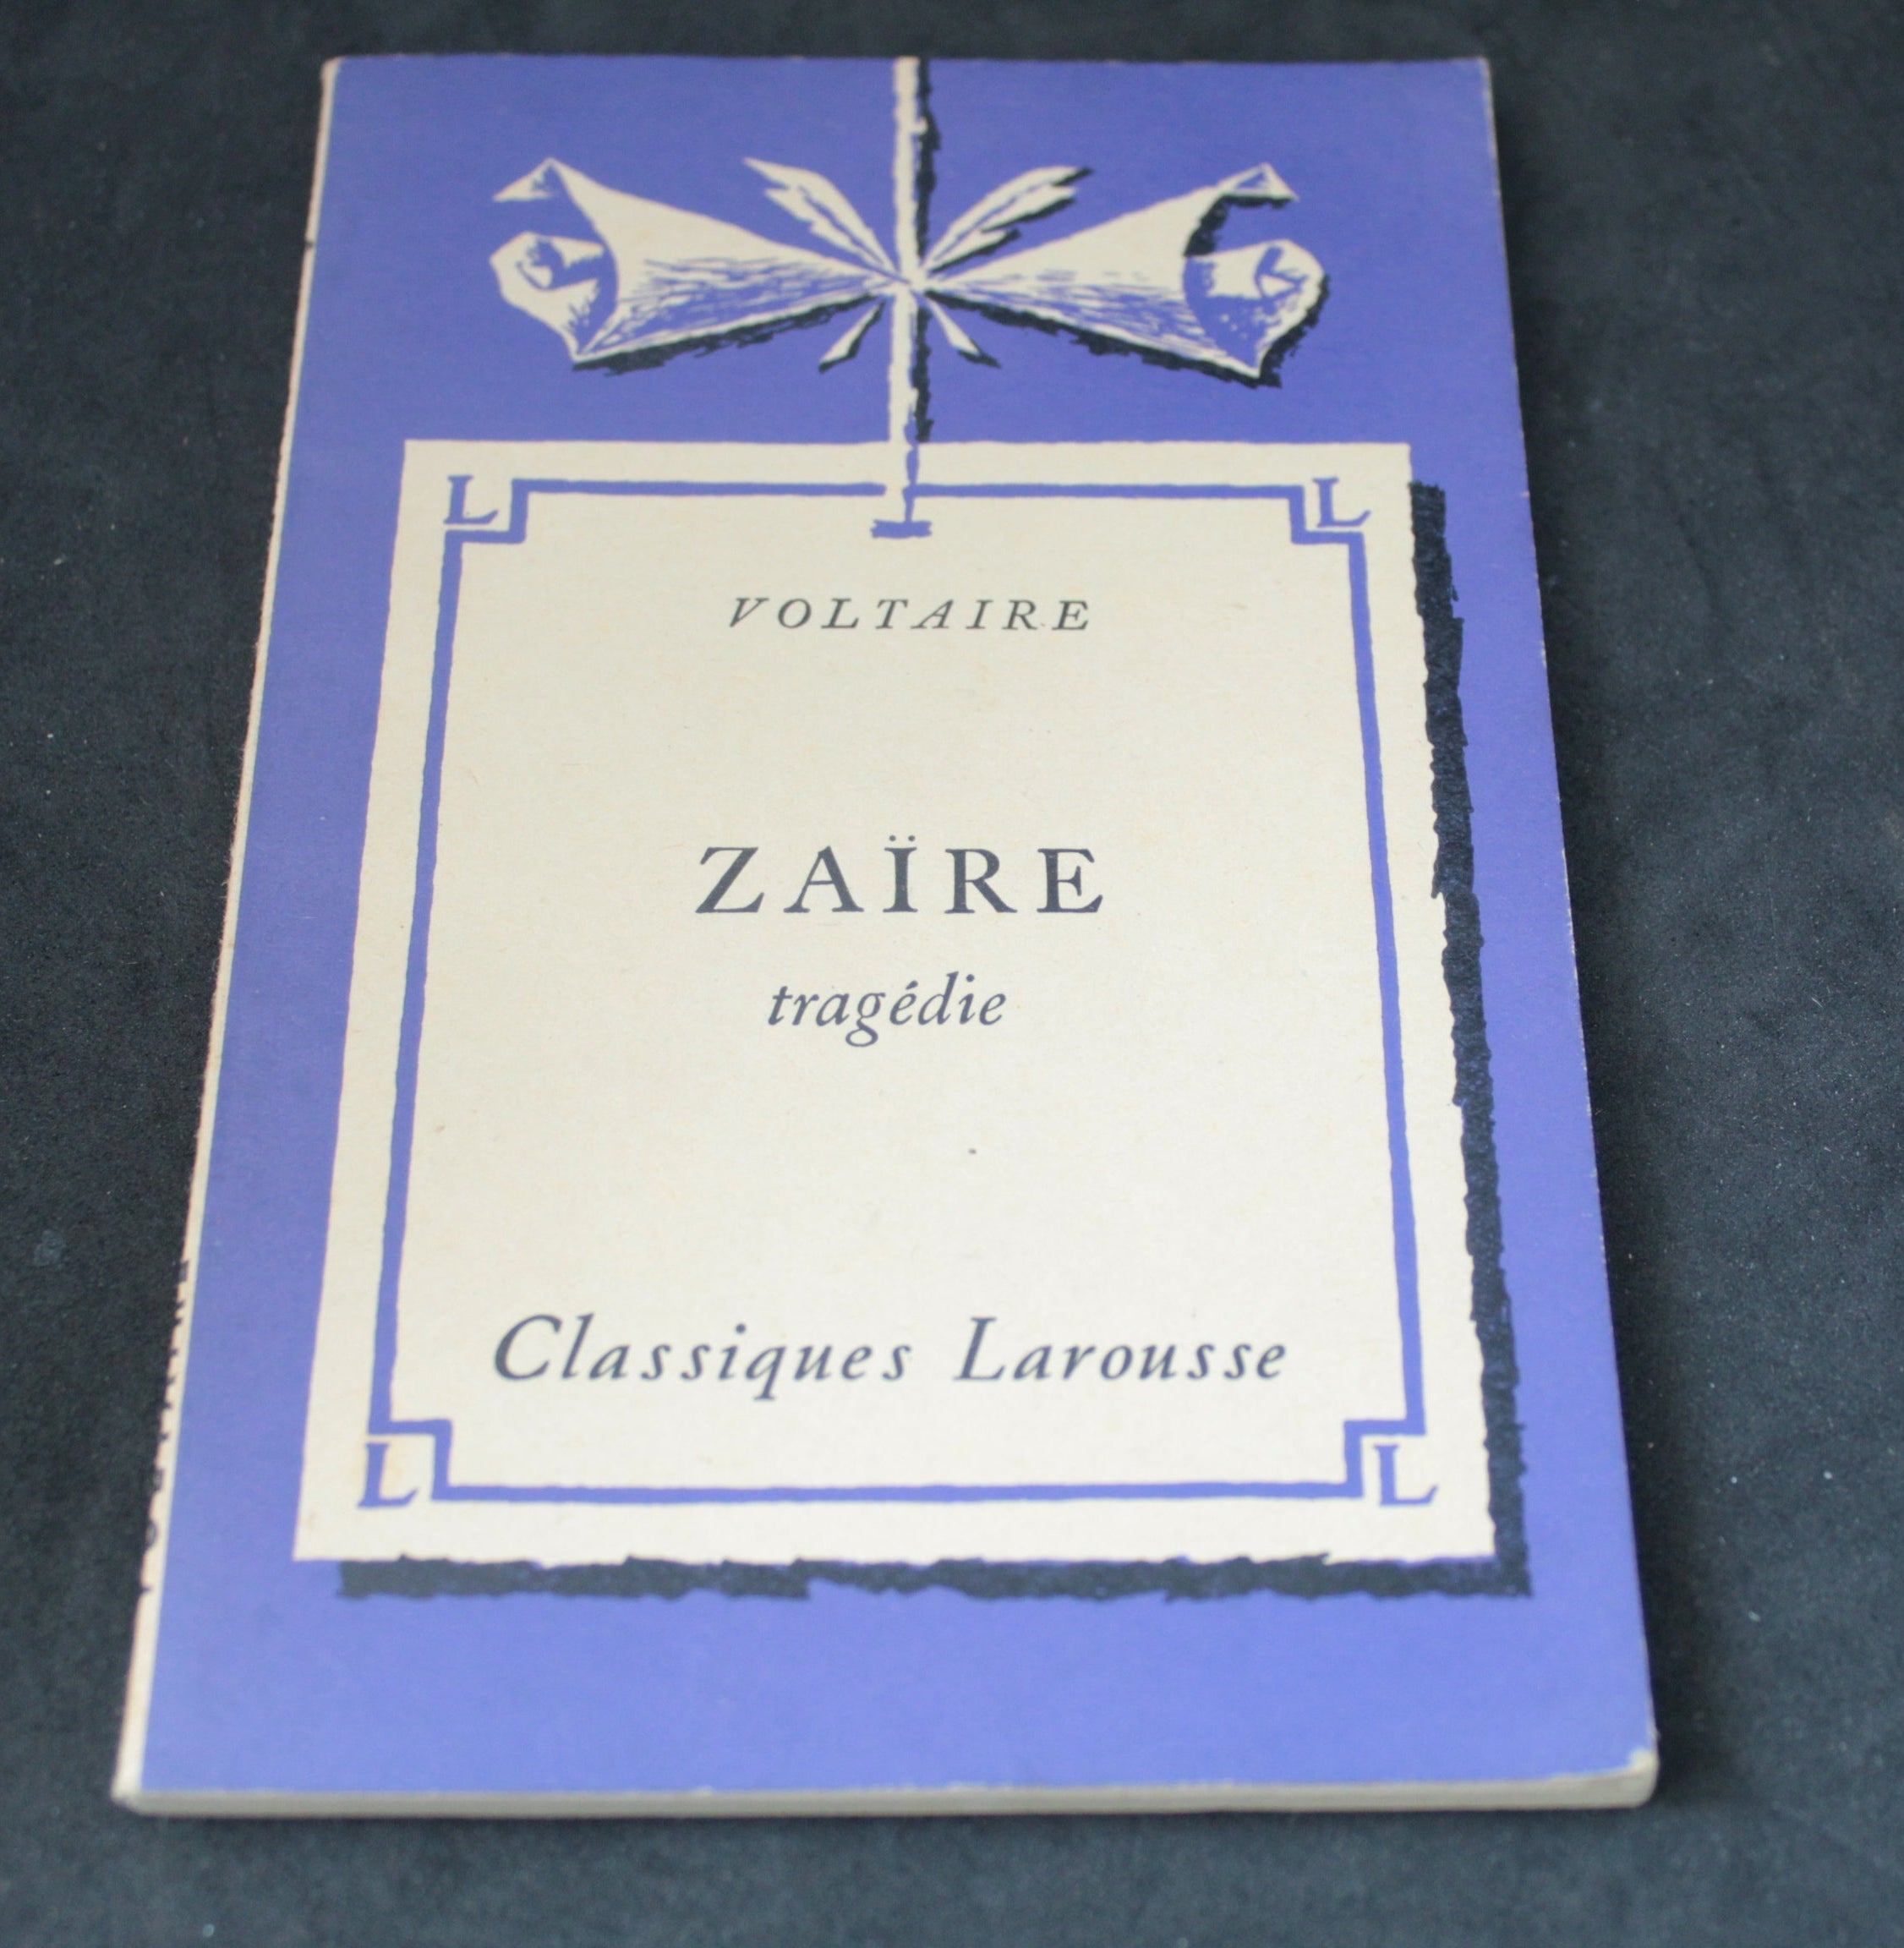 L L
VOLTAIRE
ZAÏRE
tragédie
Classiques Larousse
L L